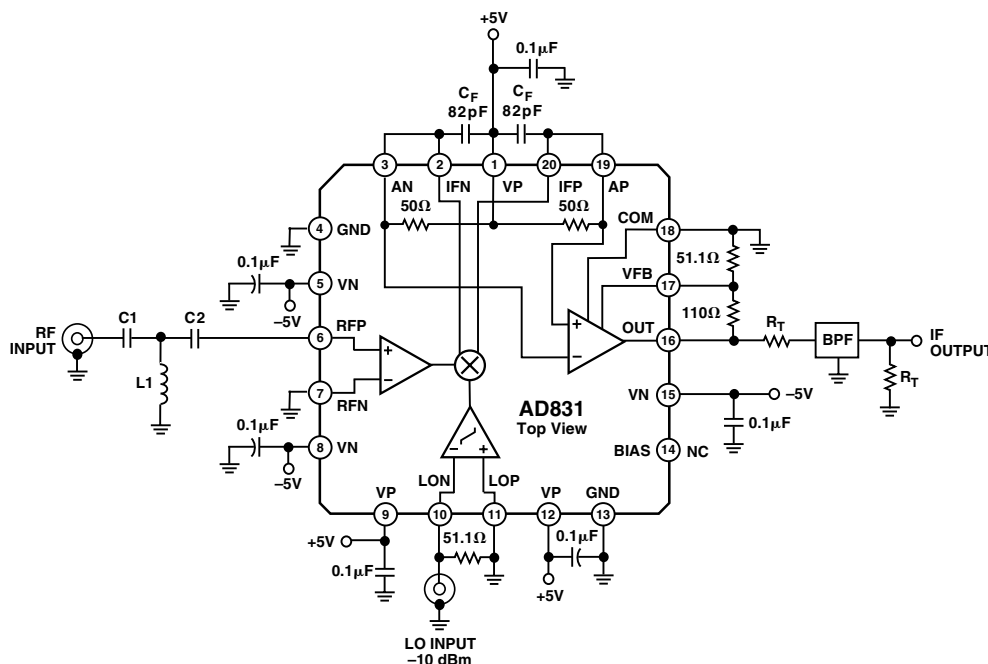 +5V
0.1µF
CF
82pF
CF
82pF
3
2
1
20
19
AN
IFN
VP
IFP
AP
50Ω
50Ω
4
GND
COM
18
0.1µF
51.1Ω
5
VN
VFB
17
–5V
110Ω
C1
C2
RF
INPUT
6
RFP
OUT
16
RT
BPF
IF
OUTPUT
L1
RT
7
RFN
AD831
Top View
VN
15
–5V
0.1µF
0.1µF
8
VN
BIAS
14
NC
–5V
LON
LOP
VP
VP
GND
9
10
11
12
13
+5V
51.1Ω
0.1µF
0.1µF
+5V
LO INPUT
–10 dBm